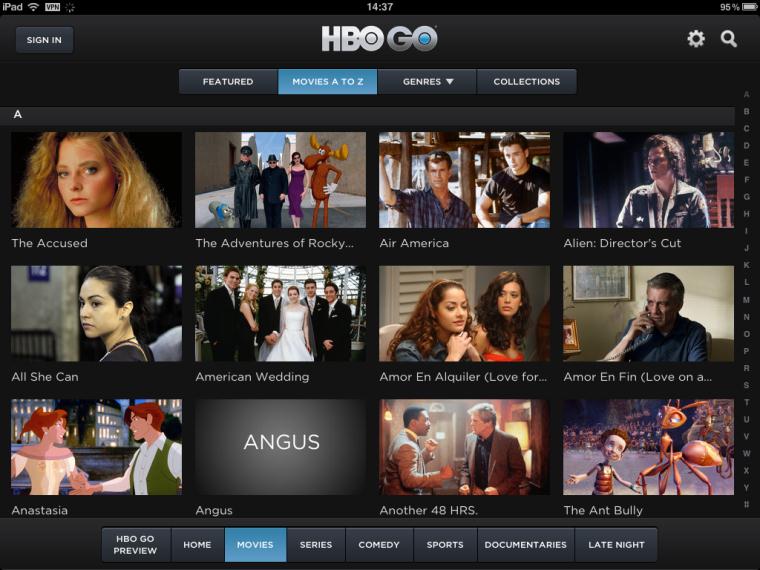 iPad VPN 14:37 95%
SIGN IN
HBO GO
FEATURED MOVIES A TO Z GENRES ▼ COLLECTIONS
A
The Accused
The Adventures of Rocky...
Air America
Alien: Director's Cut
All She Can
American Wedding
Amor En Alquiler (Love for...
Amor En Fin (Love on a...
ANGUS
Anastasia
Angus
Another 48 HRS.
The Ant Bully
A
B
C
D
E
F
G
H
I
J
K
L
M
N
O
P
R
S
T
U
V
W
X
Y
#
HBO GO
PREVIEW
HOME MOVIES SERIES COMEDY SPORTS DOCUMENTARIES LATE NIGHT